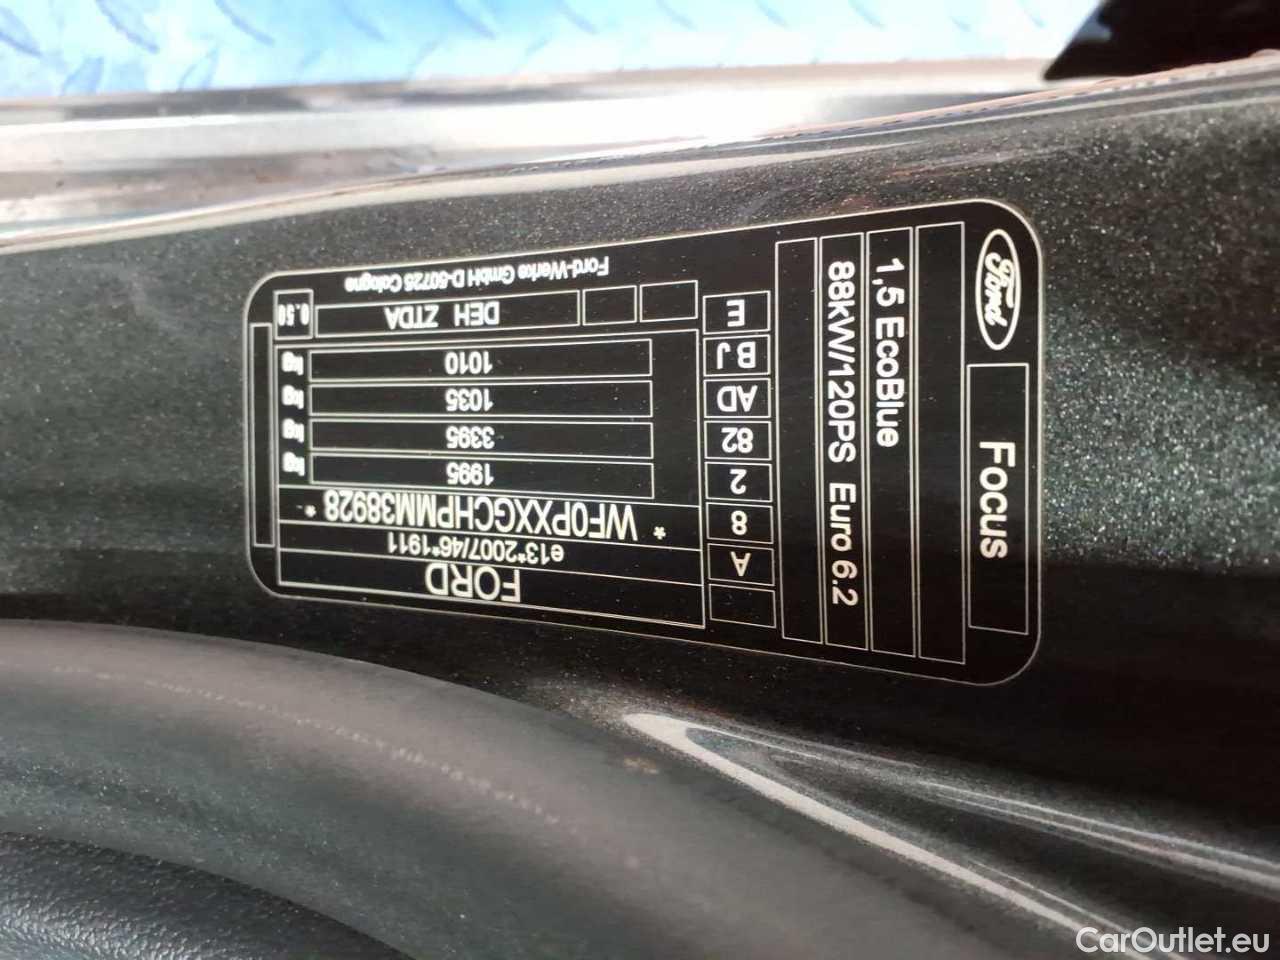 Ford
Focus
1,5 EcoBlue
88kW/120PS Euro 6.2
FORD
e13*2007/46*1911
* WF0PXXGCHPMM38928 *
1995 kg
3395 kg
1035 kg
1010 kg
DEH ZTDA 0.50
Ford-Werke GmbH D-50725 Cologne
A
8
2
82
AD
BJ
E
CarOutlet.eu